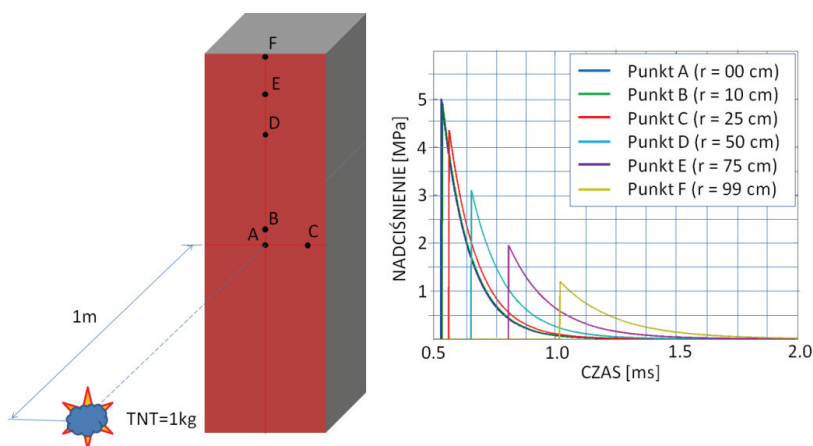 F
E
D
B
A
C
1m
TNT=1kg
NADCIŚNIENIE [MPa]
5
4
3
2
1
0.5
1.0
1.5
2.0
CZAS [ms]
Punkt A (r = 00 cm)
Punkt B (r = 10 cm)
Punkt C (r = 25 cm)
Punkt D (r = 50 cm)
Punkt E (r = 75 cm)
Punkt F (r = 99 cm)